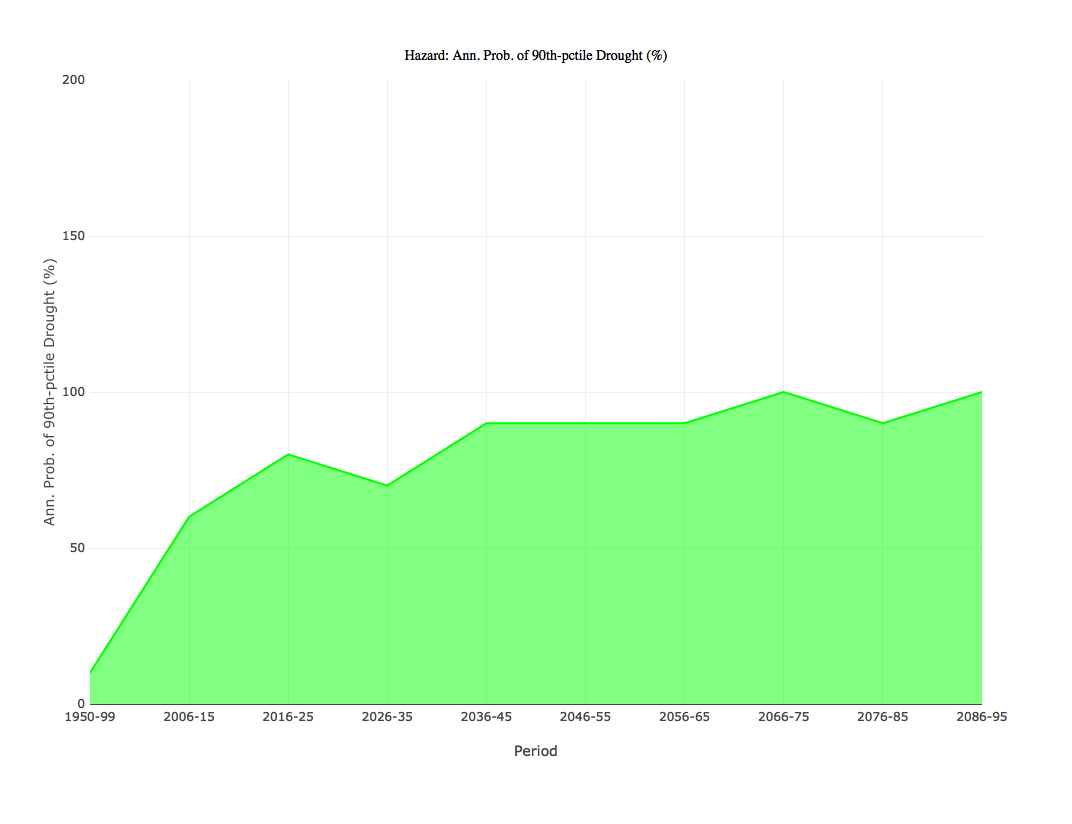 Hazard: Ann. Prob. of 90th-pctile Drought (%)
200
150
100
50
0
Ann. Prob. of 90th-pctile Drought (%)
1950-99 2006-15 2016-25 2026-35 2036-45 2046-55 2056-65 2066-75 2076-85 2086-95
Period